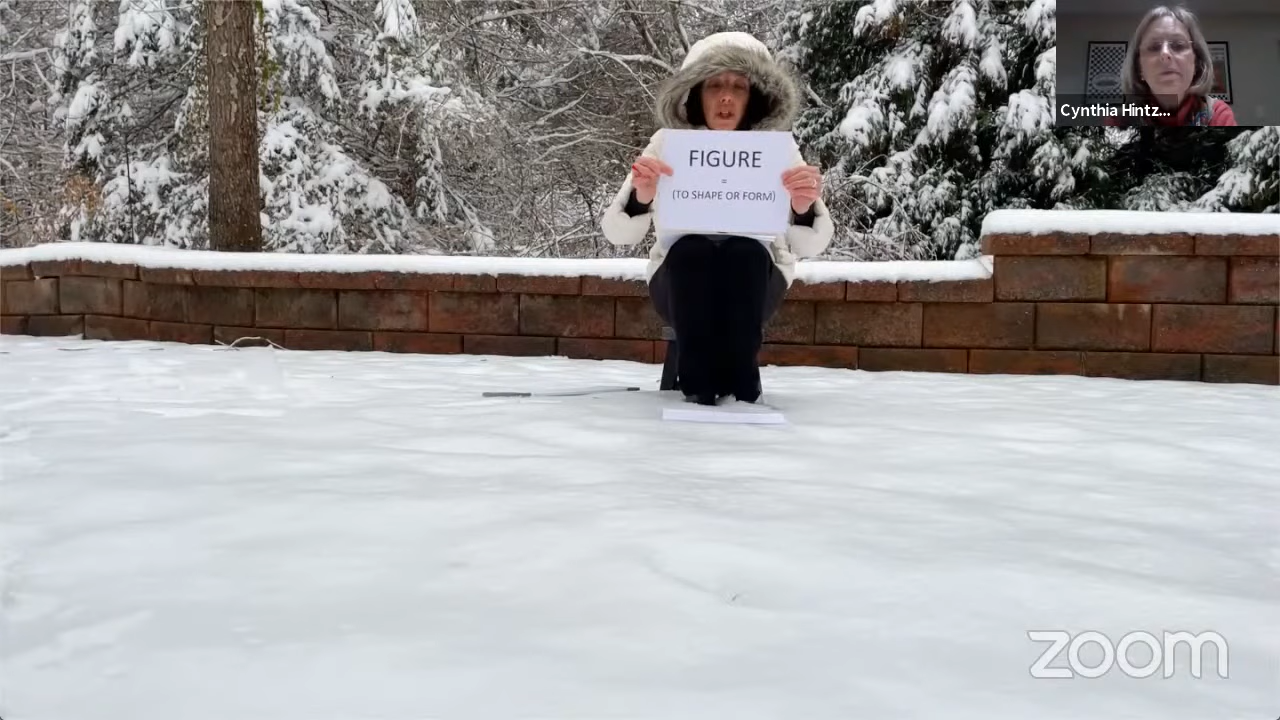 Cynthia Hintz...
FIGURE
=
(TO SHAPE OR FORM)
zoom